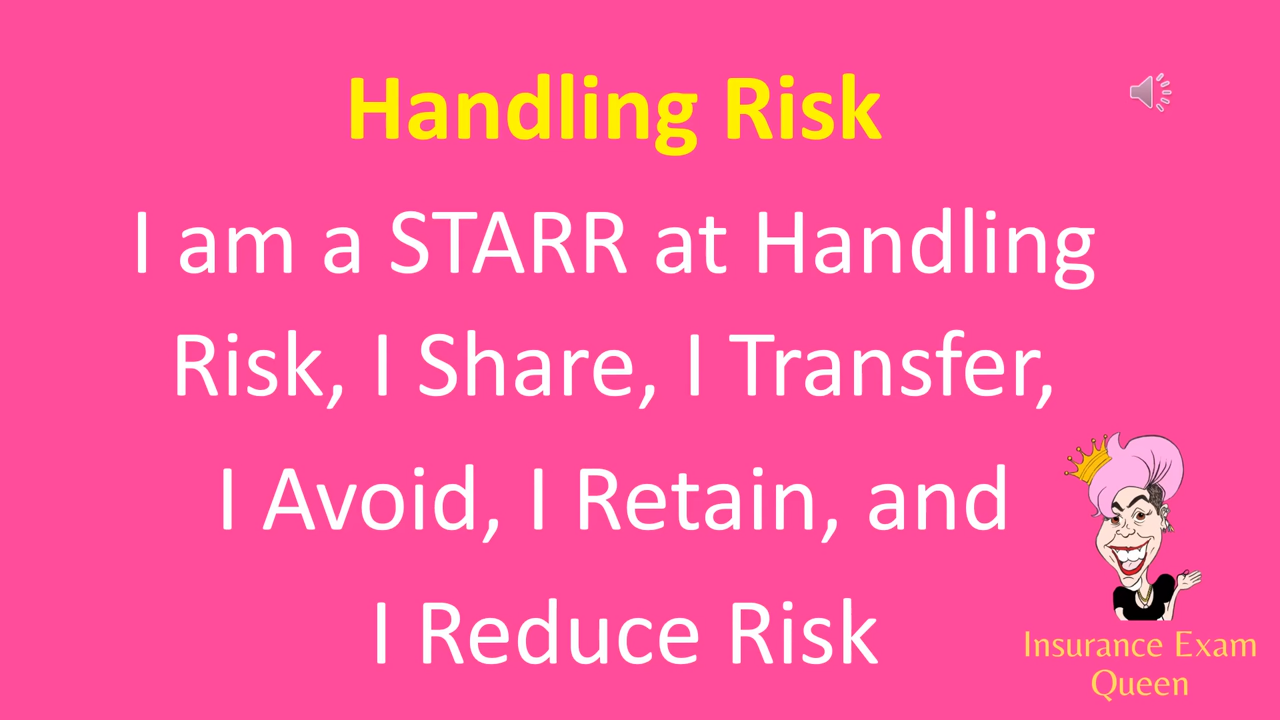 Handling Risk
I am a STARR at Handling
Risk, I Share, I Transfer,
I Avoid, I Retain, and
I Reduce Risk
Insurance Exam
Queen